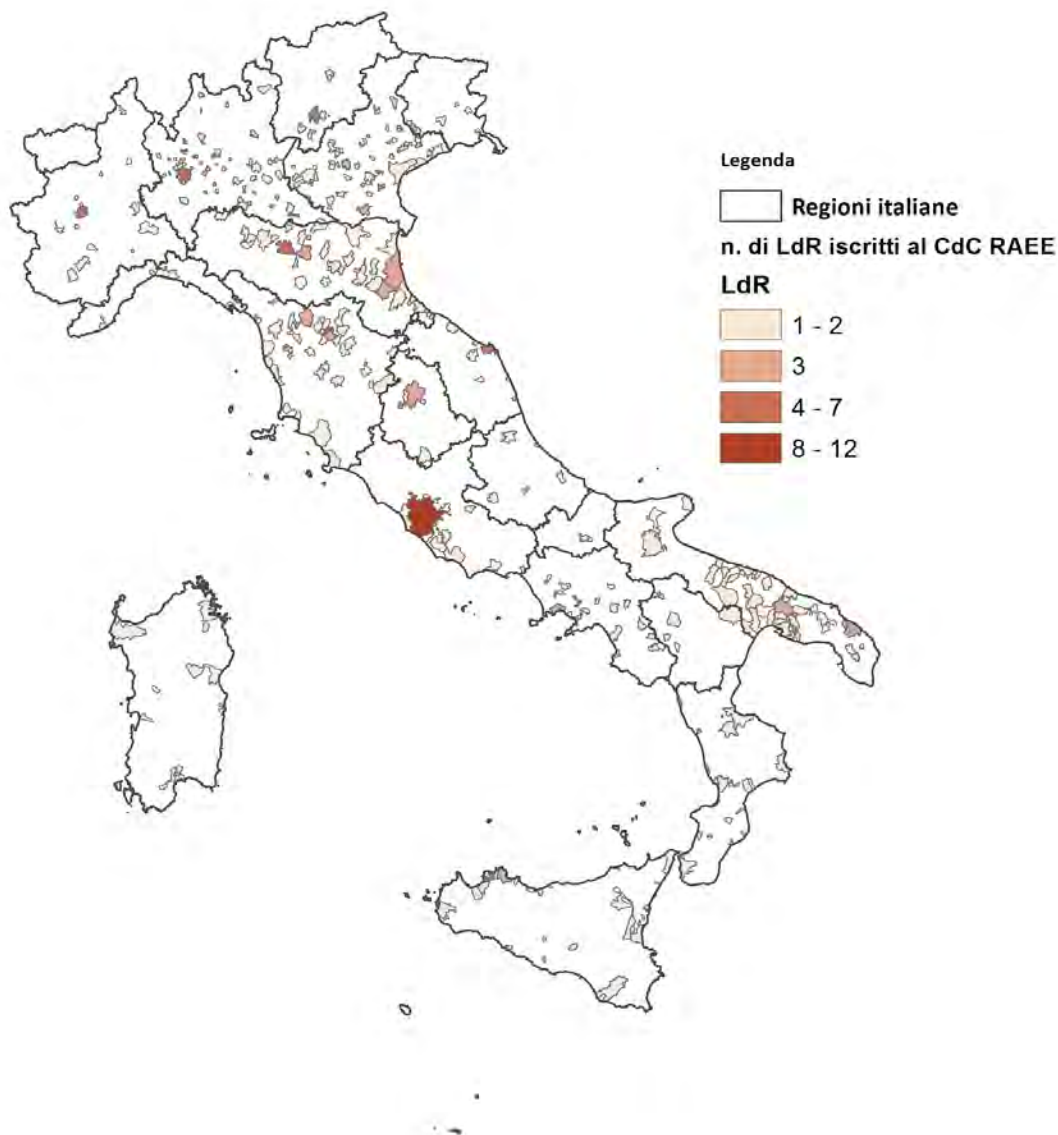 Legenda
Regioni italiane
n. di LdR iscritti al CdC RAEE
LdR
1 - 2
3
4 - 7
8 - 12